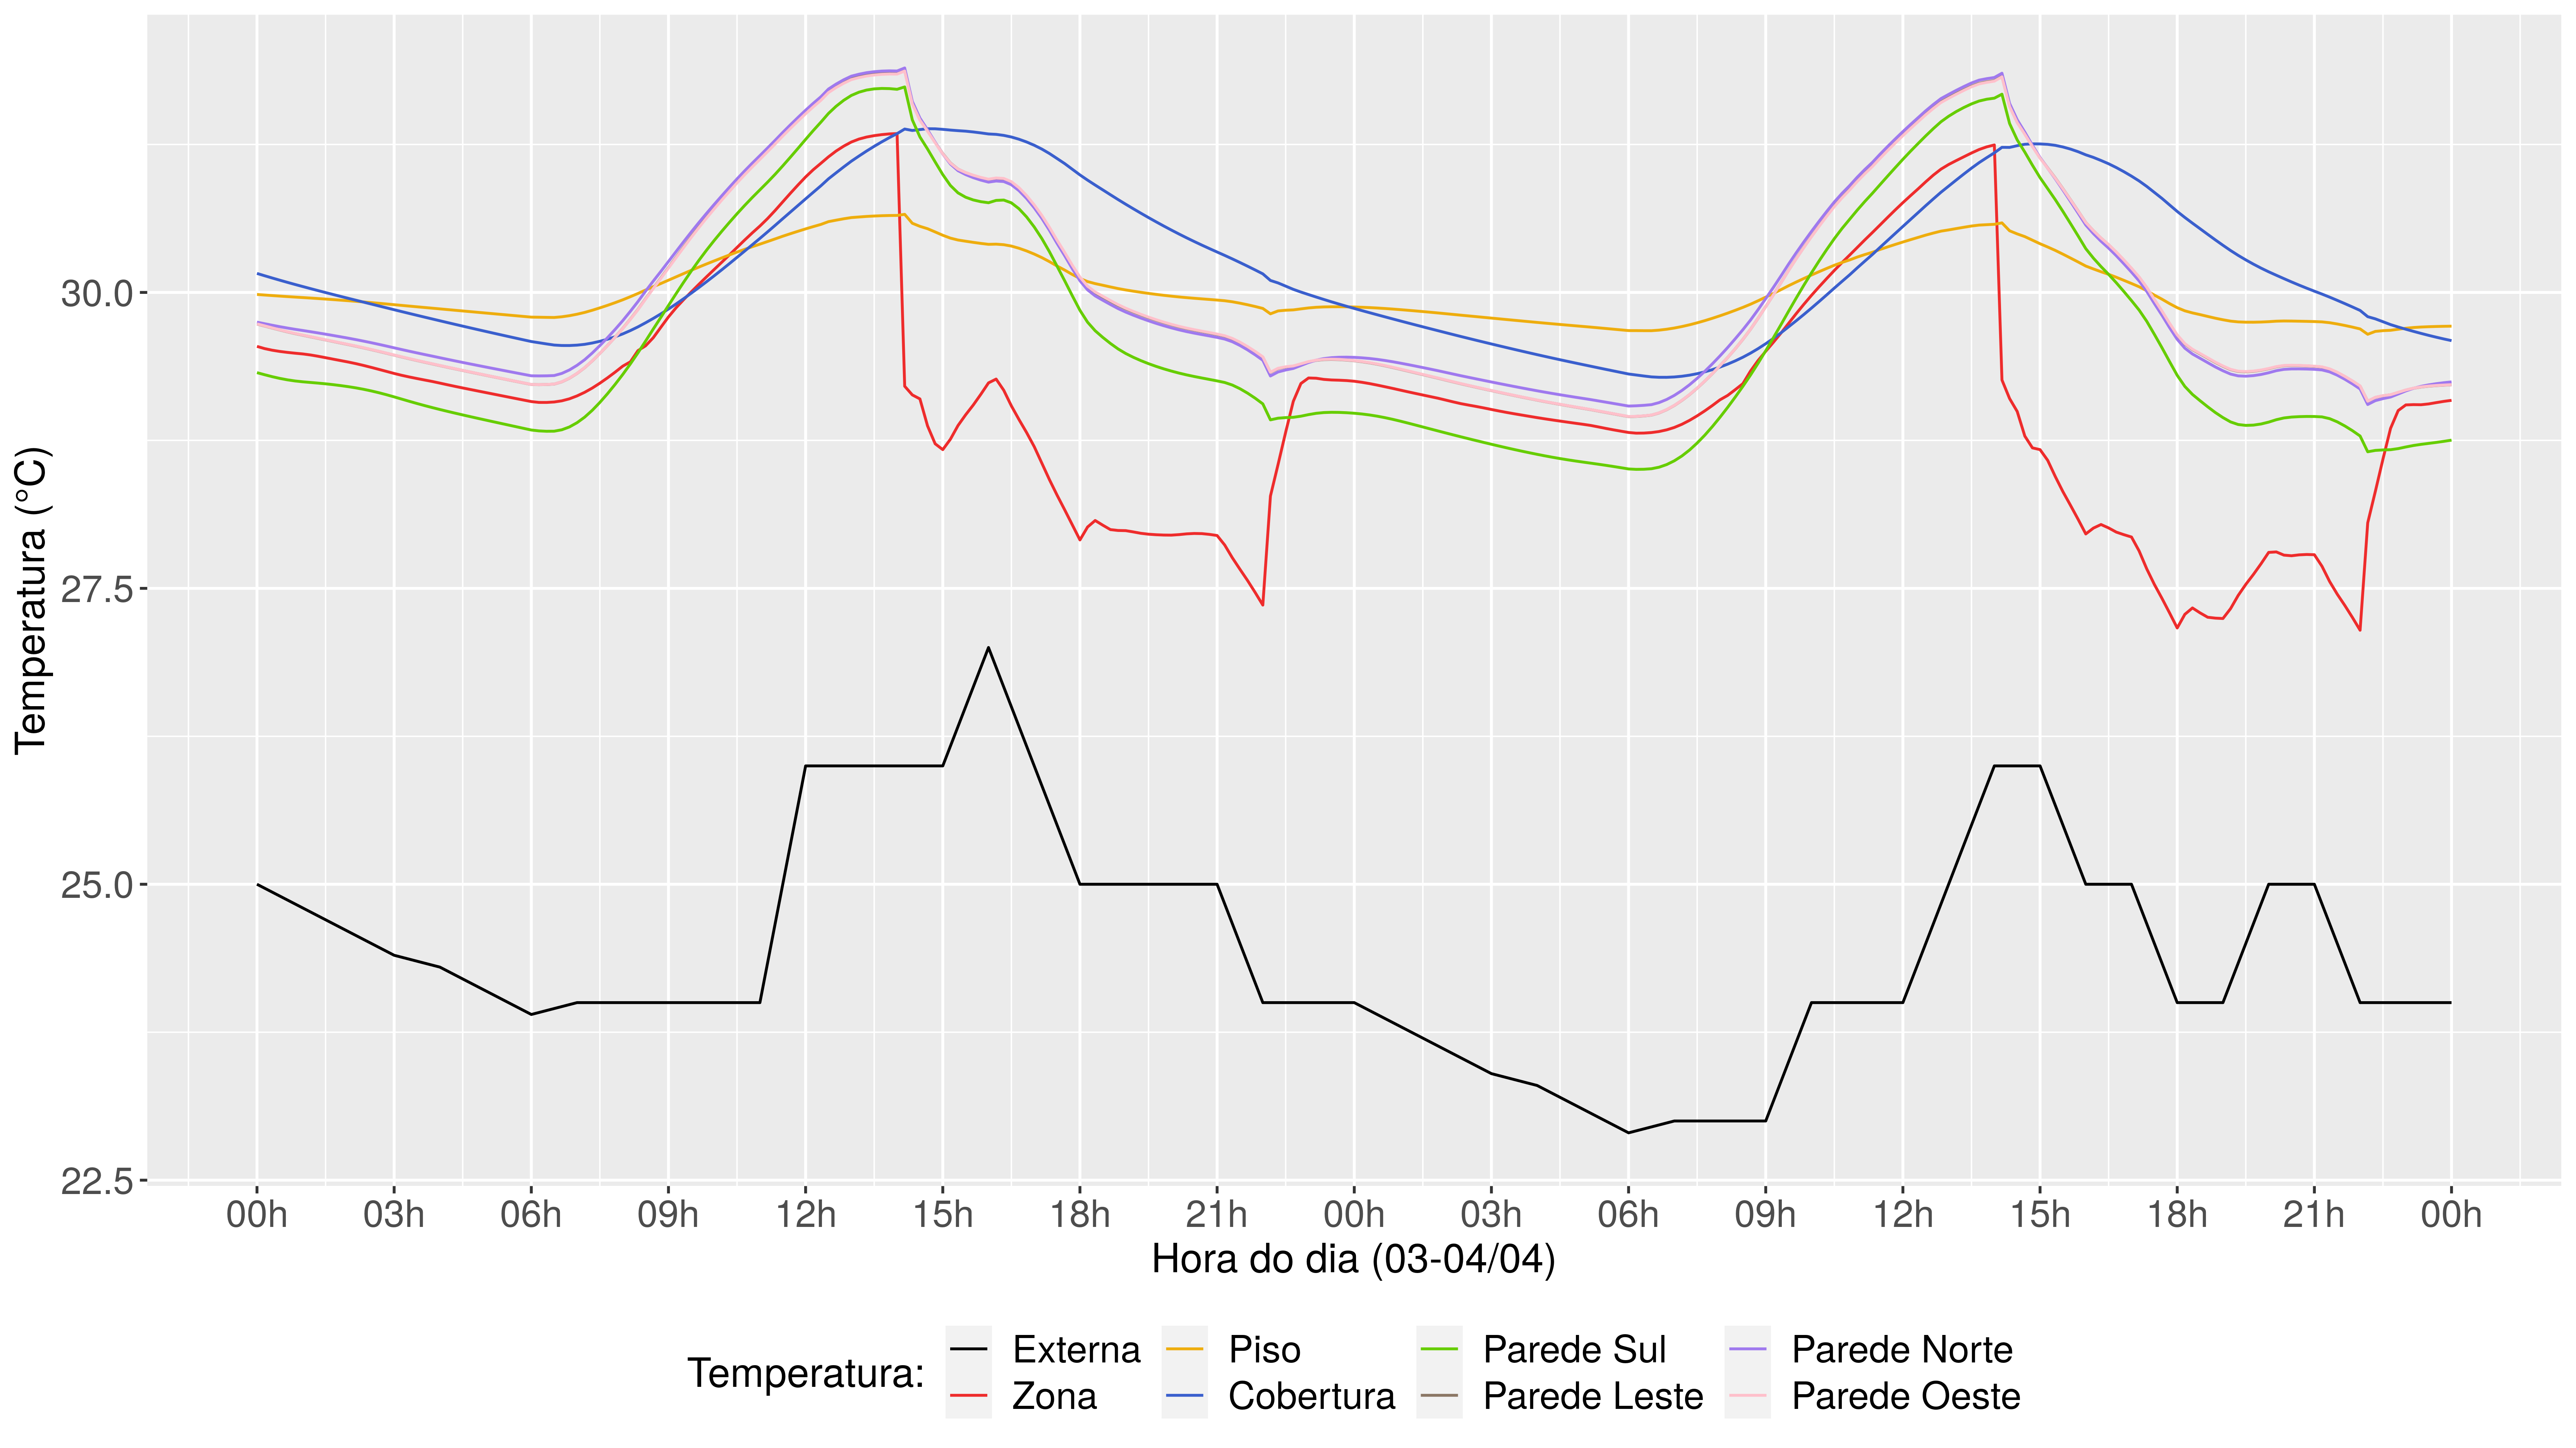 Temperatura (°C)
30.0
27.5
25.0
22.5
00h 03h 06h 09h 12h 15h 18h 21h 00h 03h 06h 09h 12h 15h 18h 21h 00h
Hora do dia (03-04/04)
Temperatura:
Externa Piso Parede Sul Parede Norte
Zona Cobertura Parede Leste Parede Oeste